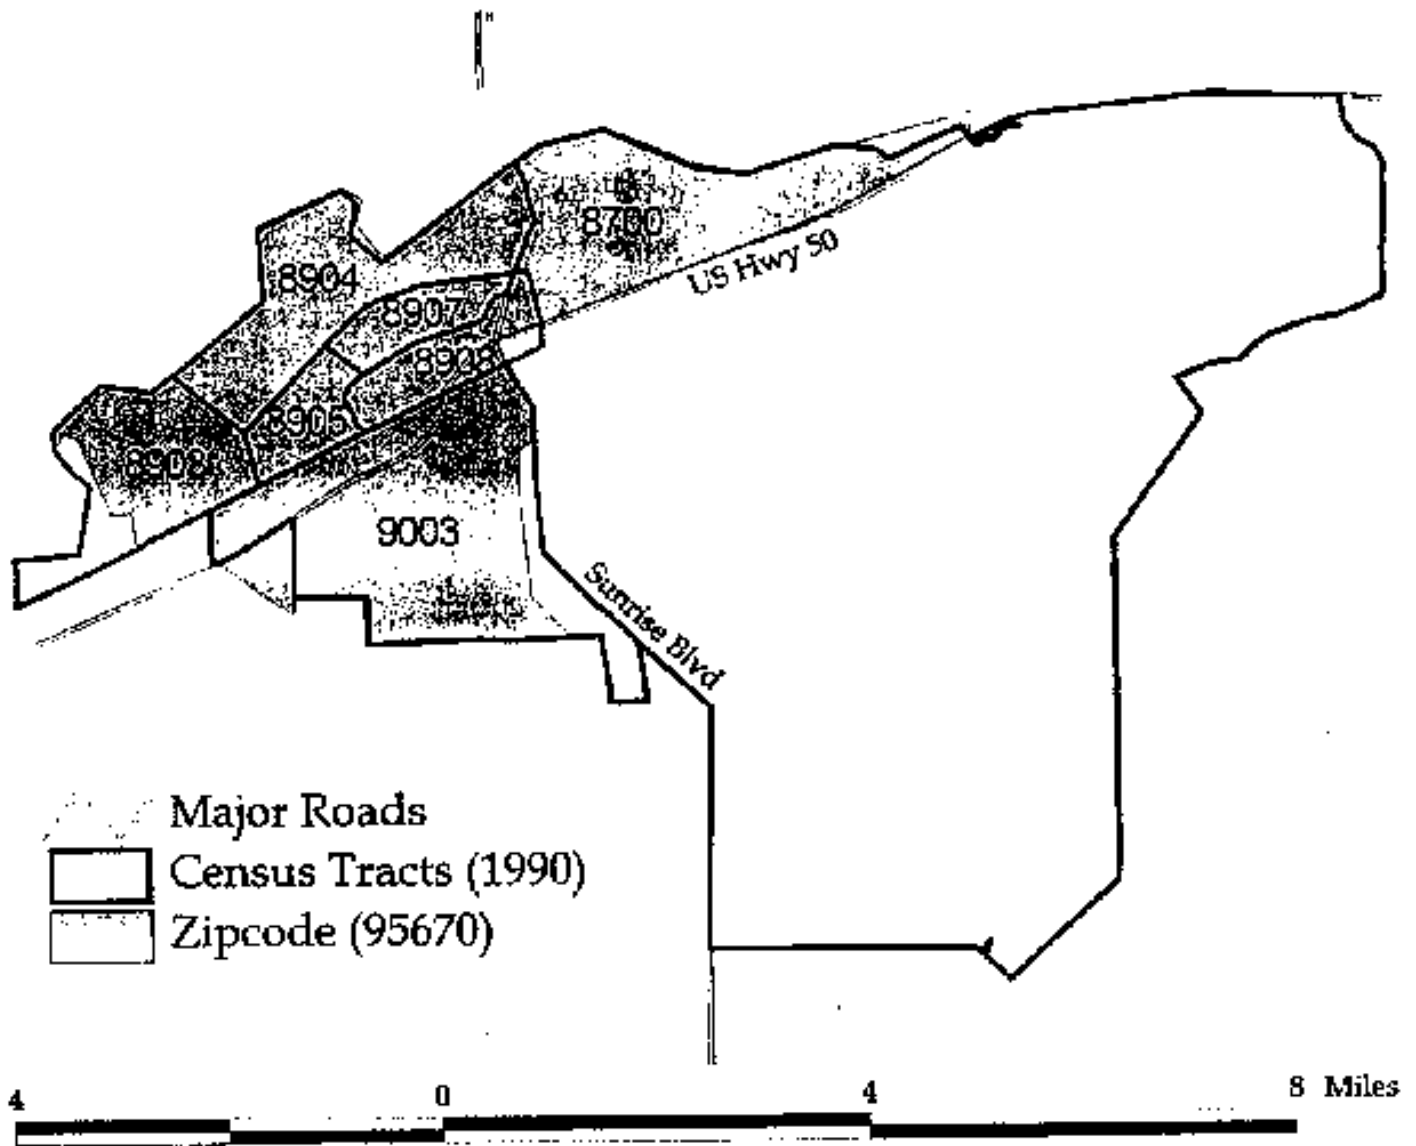 8700
US Hwy 50
8904
8907
8908
8905
8902
9003
Sunrise Blvd
Major Roads
Census Tracts (1990)
Zipcode (95670)
4 0 4 8 Miles